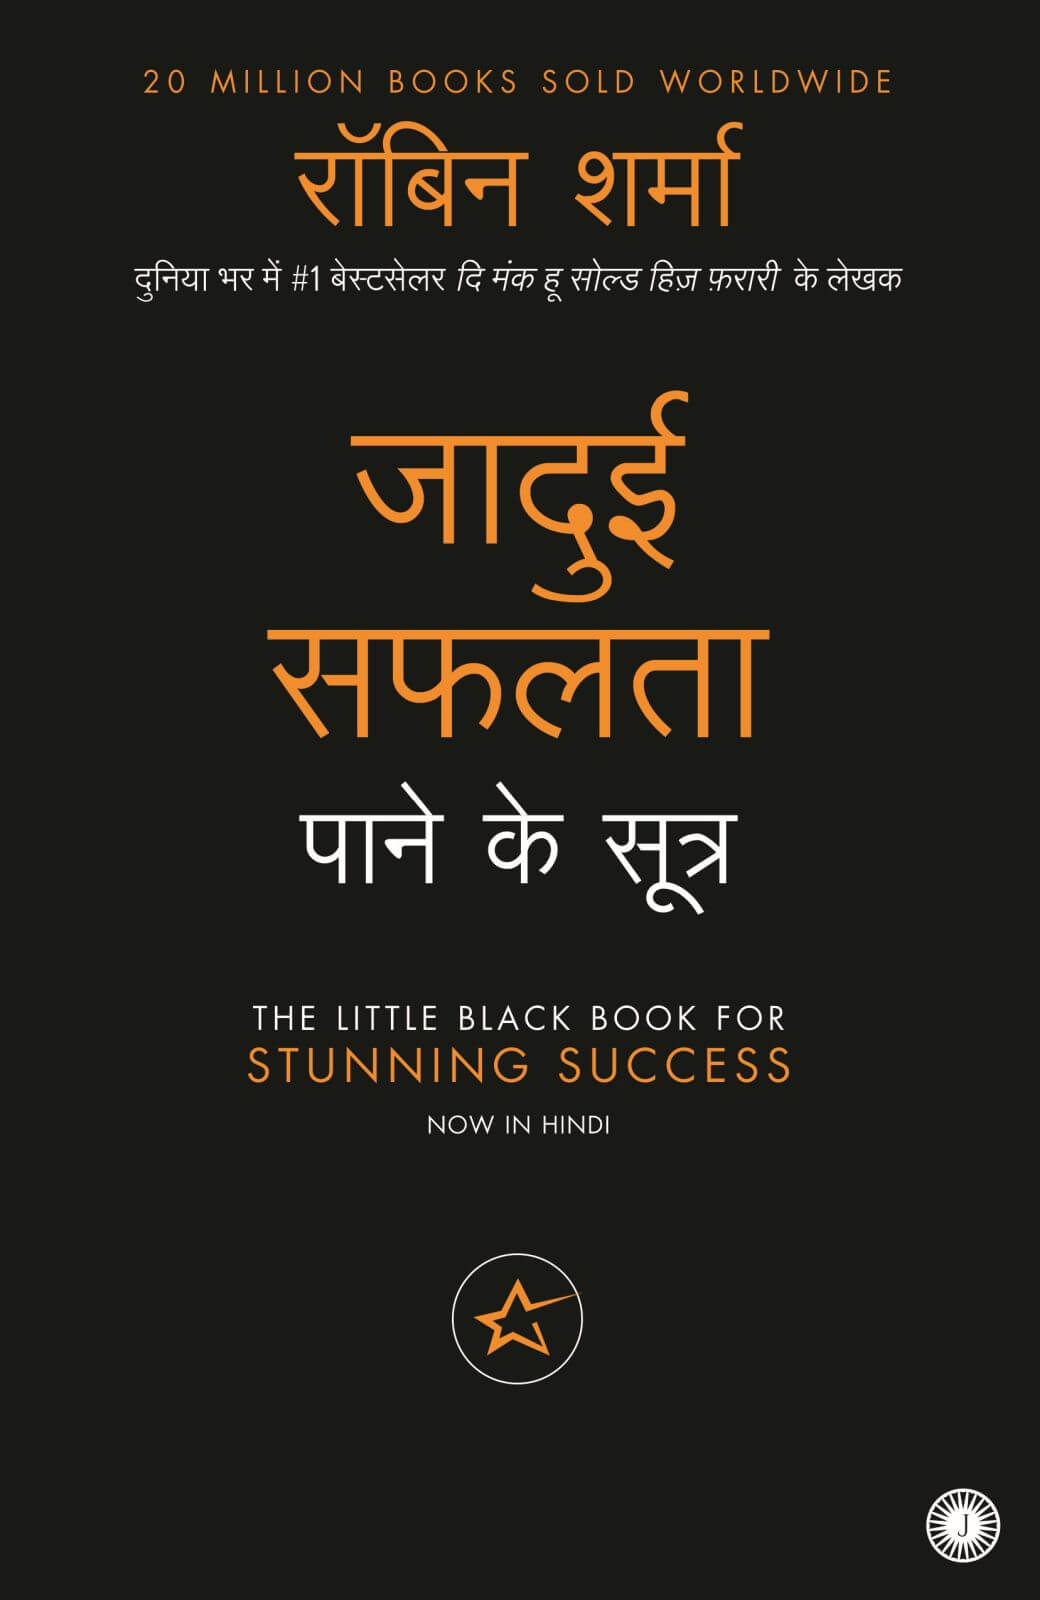 20 MILLION BOOKS SOLD WORLDWIDE
रॉबिन शर्मा
दुनिया भर में #1 बेस्टसेलर दि मंक हू सोल्ड हिज़ फ़रारी के लेखक
जादुई
सफलता
पाने के सूत्र
THE LITTLE BLACK BOOK FOR
STUNNING SUCCESS
NOW IN HINDI
J